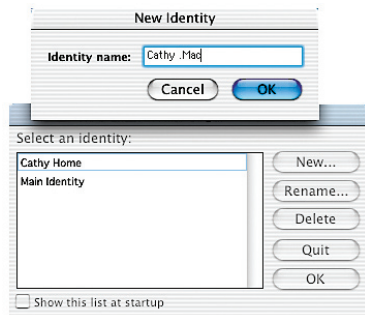 New Identity
Identity name: Cathy .Mac
Cancel OK
Select an identity:
Cathy Home
Main Identity
New...
Rename...
Delete
Quit
OK
Show this list at startup